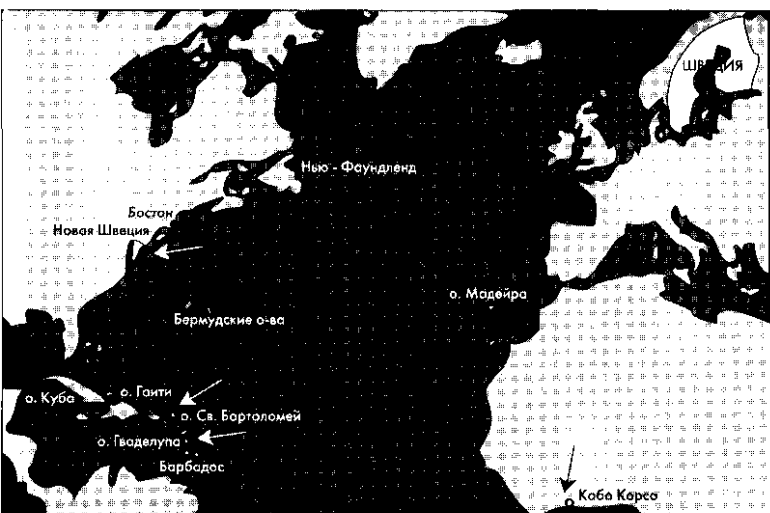 ШВЕЦИЯ
Нью - Фаундленд
Бостон
Новая Швеция
о. Мадейра
Бермудские о-ва
о. Куба
о. Гаити
о. Св. Бартоломей
о. Гваделупа
Барбадос
Кабо Корсо